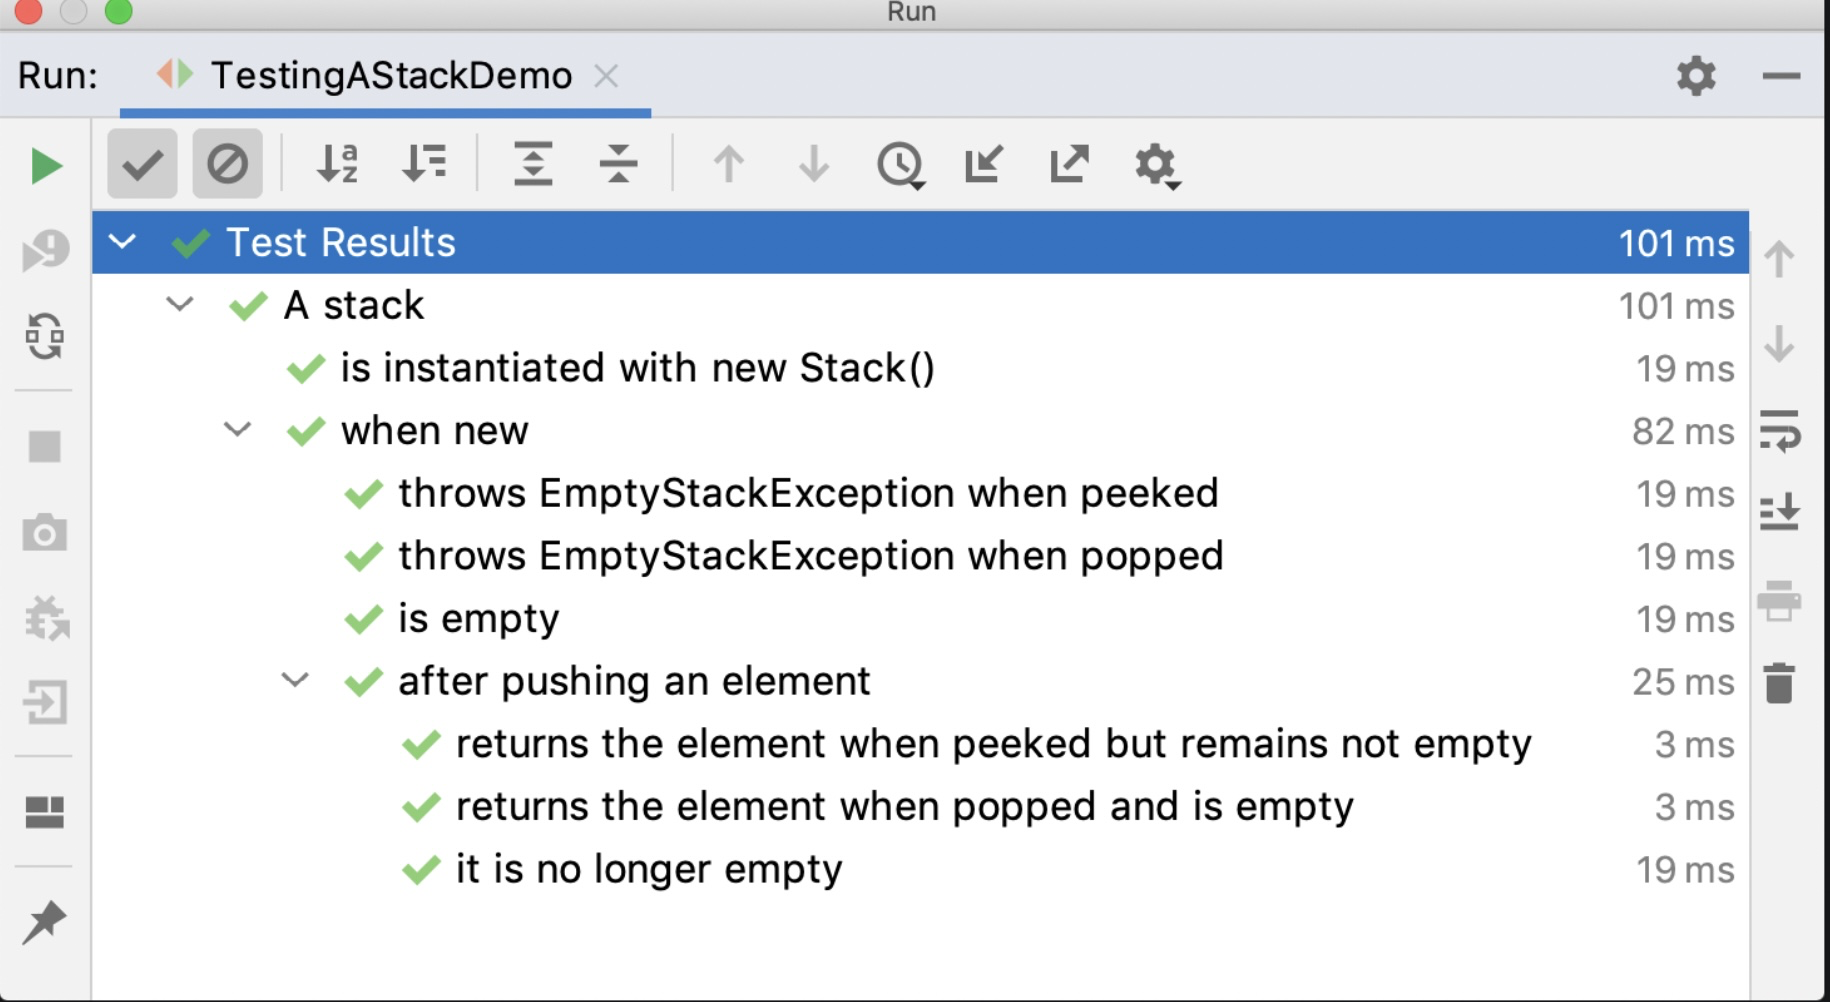 Run
Run: TestingAStackDemo
Test Results 101 ms
A stack 101 ms
is instantiated with new Stack() 19 ms
when new 82 ms
throws EmptyStackException when peeked 19 ms
throws EmptyStackException when popped 19 ms
is empty 19 ms
after pushing an element 25 ms
returns the element when peeked but remains not empty 3 ms
returns the element when popped and is empty 3 ms
it is no longer empty 19 ms